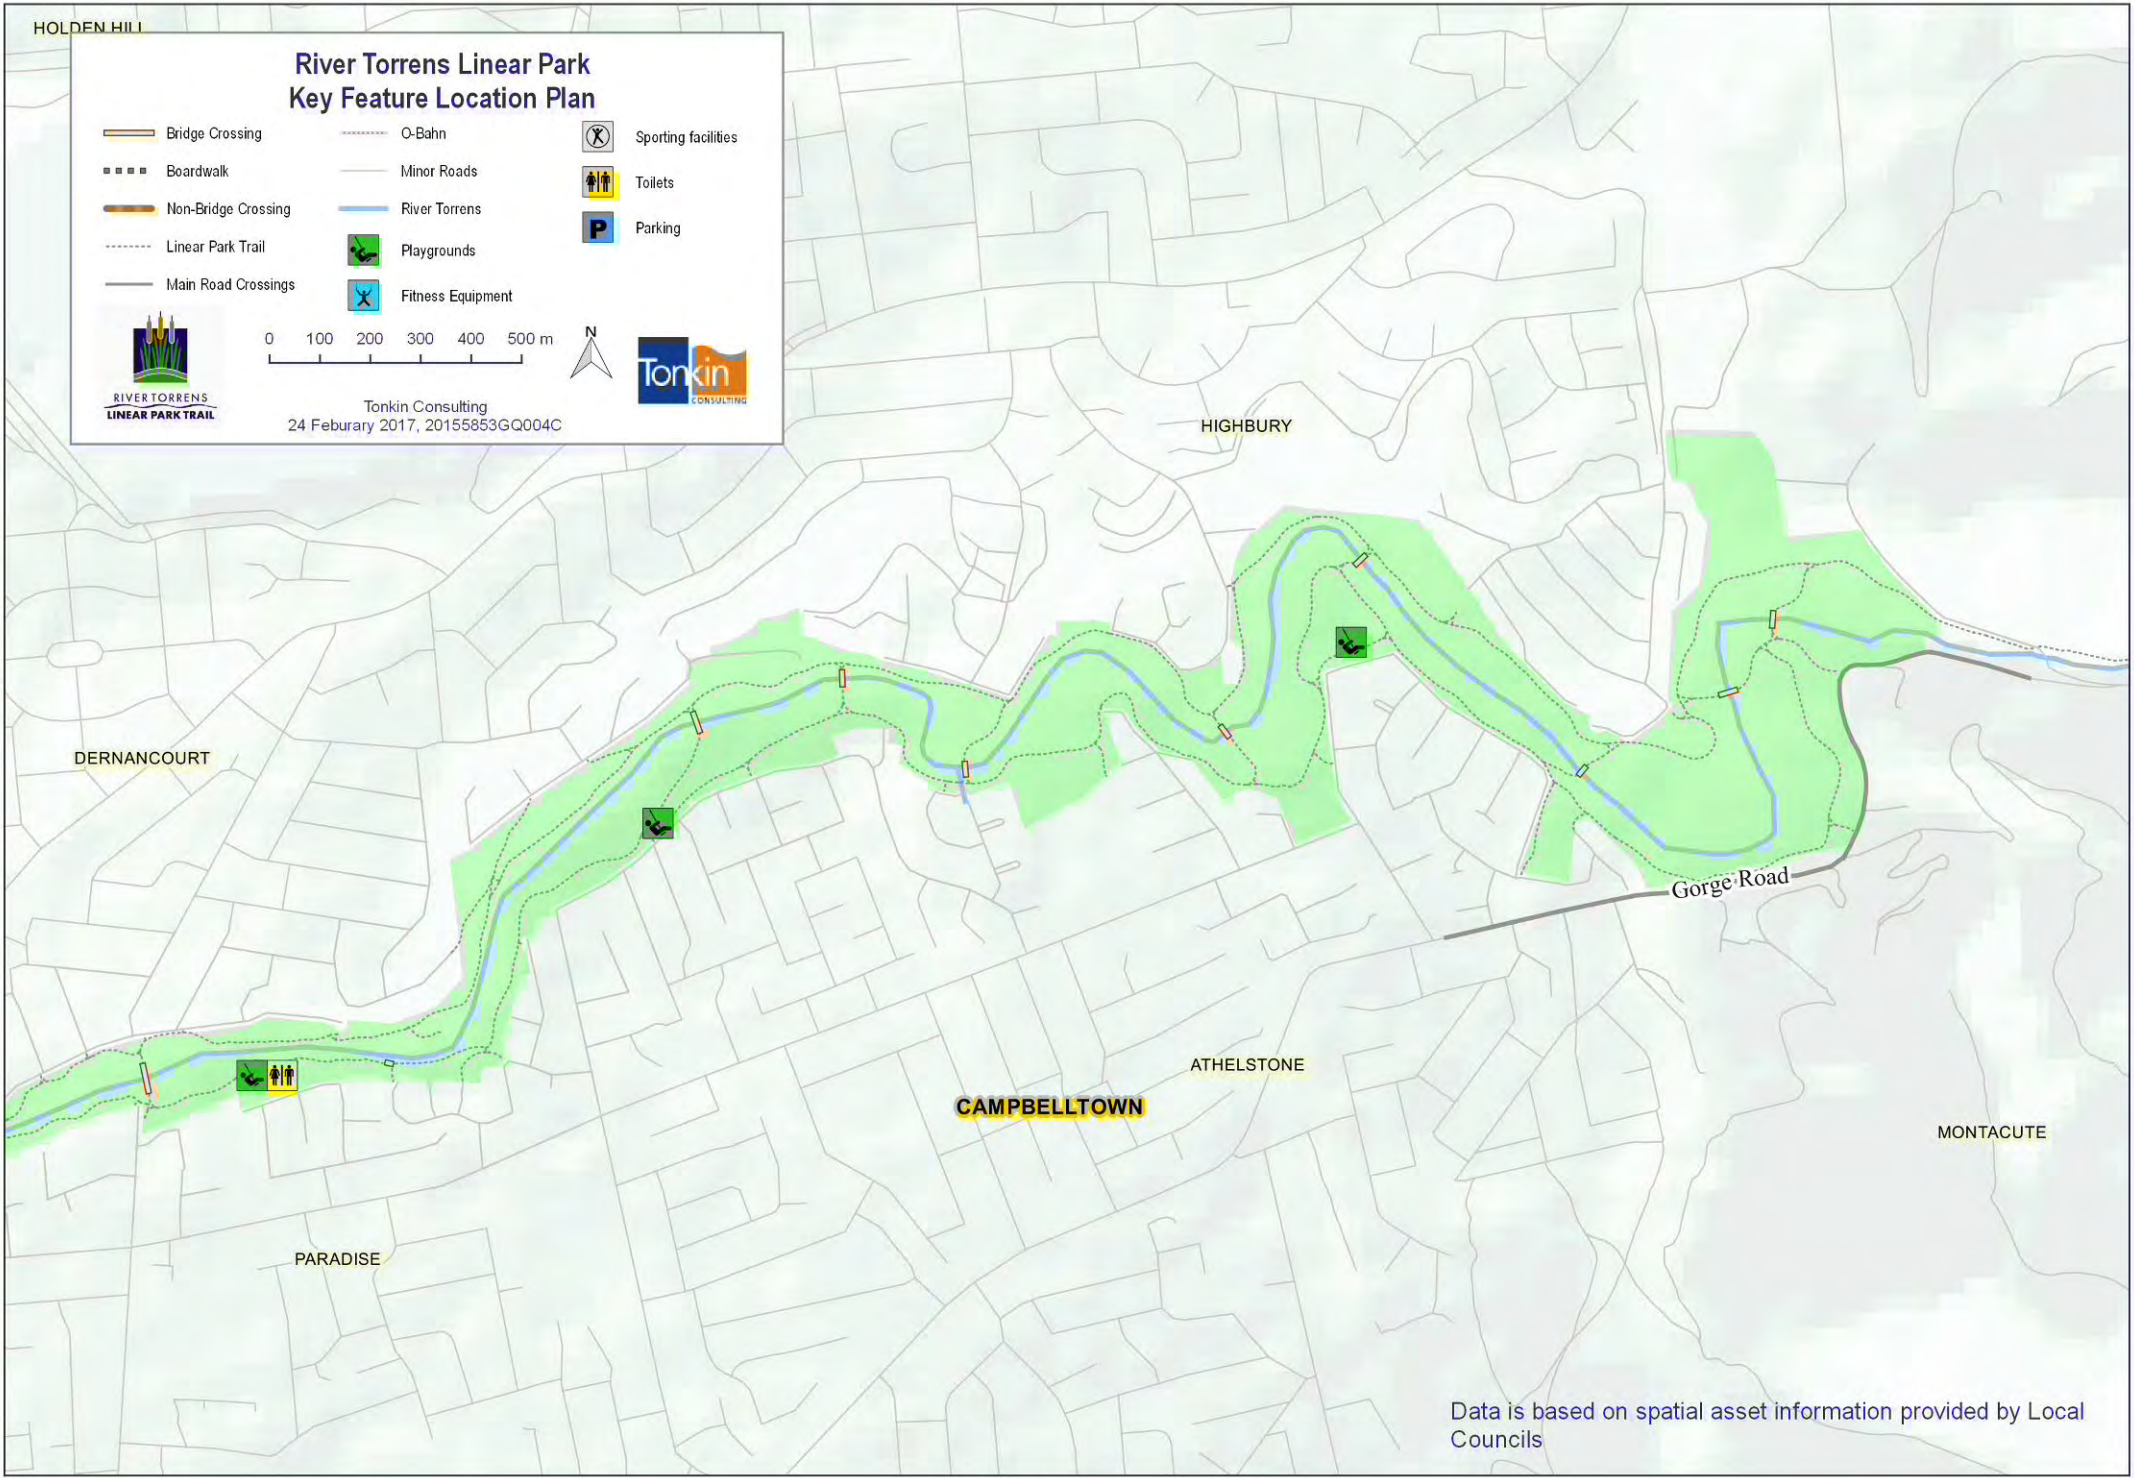 HOLDEN HILL
River Torrens Linear Park
Key Feature Location Plan
Bridge Crossing
Boardwalk
Non-Bridge Crossing
Linear Park Trail
Main Road Crossings
O-Bahn
Minor Roads
River Torrens
Playgrounds
Fitness Equipment
Sporting facilities
Toilets
P Parking
RIVER TORRENS
LINEAR PARK TRAIL
0 100 200 300 400 500 m
N
Tonkin
CONSULTING
Tonkin Consulting
24 Feburary 2017, 20155853GQ004C
HIGHBURY
DERNANCOURT
Gorge Road
ATHELSTONE
CAMPBELLTOWN
MONTACUTE
PARADISE
Data is based on spatial asset information provided by Local
Councils